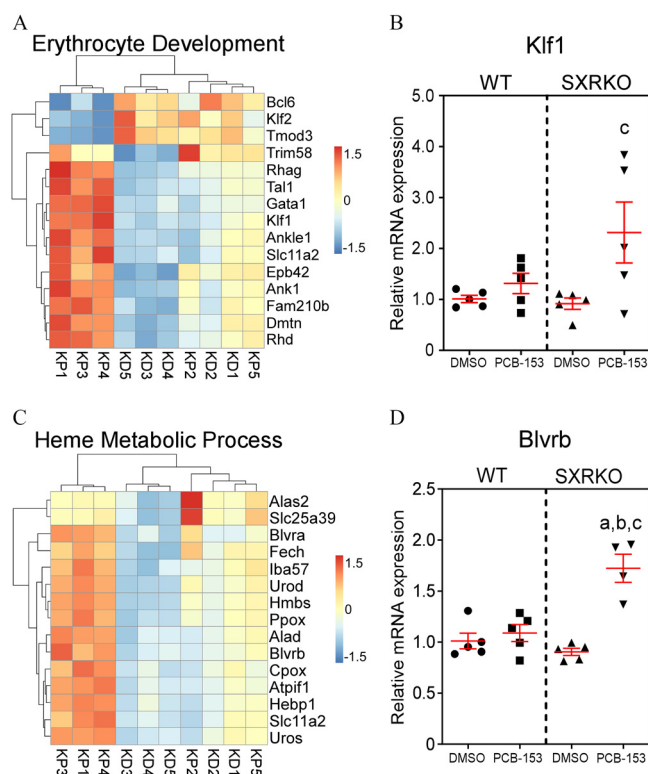 A
Erythrocyte Development
Bcl6
Klf2
Tmod3
Trim58
Rhag
Tal1
Gata1
Klf1
Ankle1
Slc11a2
Epb42
Ank1
Fam210b
Dmtn
Rhd
1.5
-1.5
KP1 KP3 KP4 KD5 KD3 KD4 KP2 KD2 KD1 KP5
B
Klf1
WT SXRKO
Relative mRNA expression
5.0
4.0
3.0
2.0
1.0
0
c
DMSO PCB-153 DMSO PCB-153
C
Heme Metabolic Process
Alas2
Slc25a39
Blvra
Fech
Iba57
Urod
Hmbs
Ppox
Alad
Blvrb
Cpox
Atpif1
Hebp1
Slc11a2
Uros
1.5
-1.5
KP3 KP1 KP4 KD3 KD4 KD5 KP2 KD2 KD1 KP5
D
Blvrb
WT SXRKO
Relative mRNA expression
2.5
2.0
1.5
1.0
0.5
0.0
a,b,c
DMSO PCB-153 DMSO PCB-153